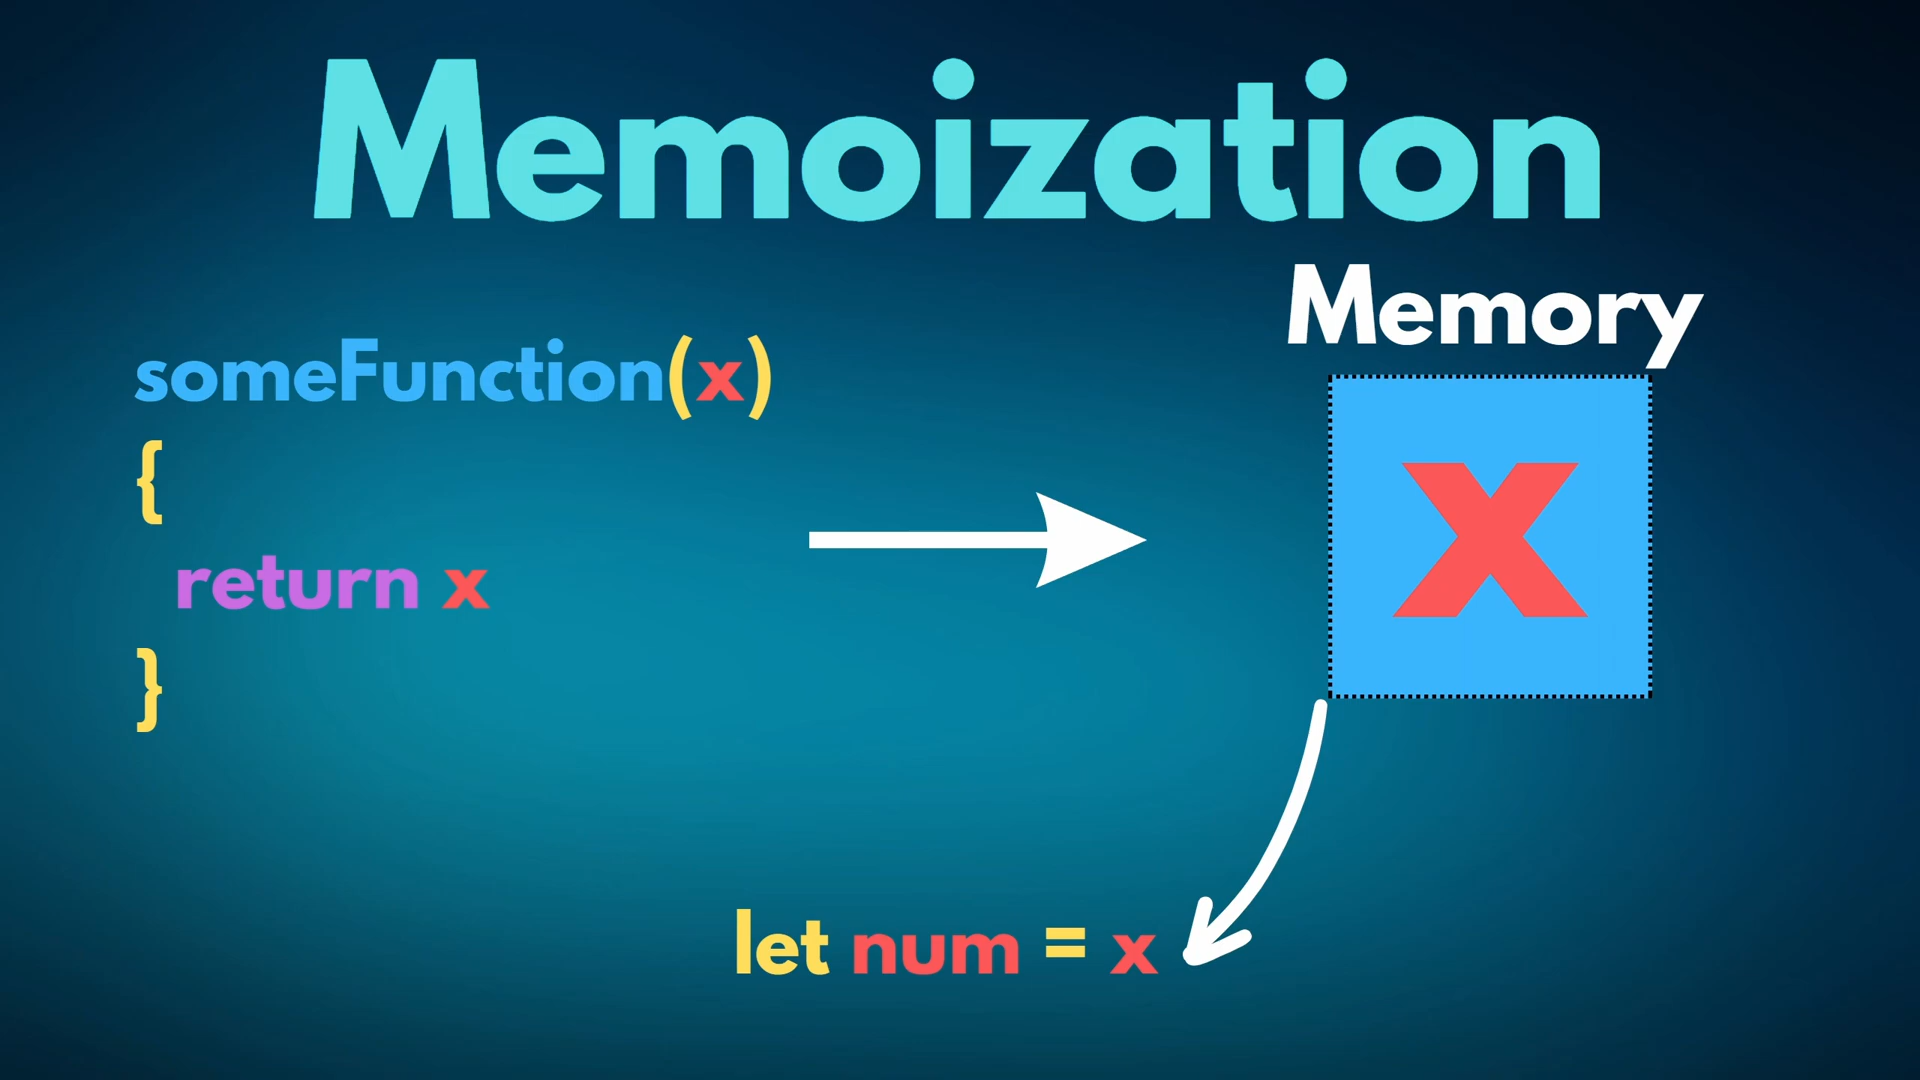 Memoization
Memory
someFunction(x)
{
return x
}
x
let num = x